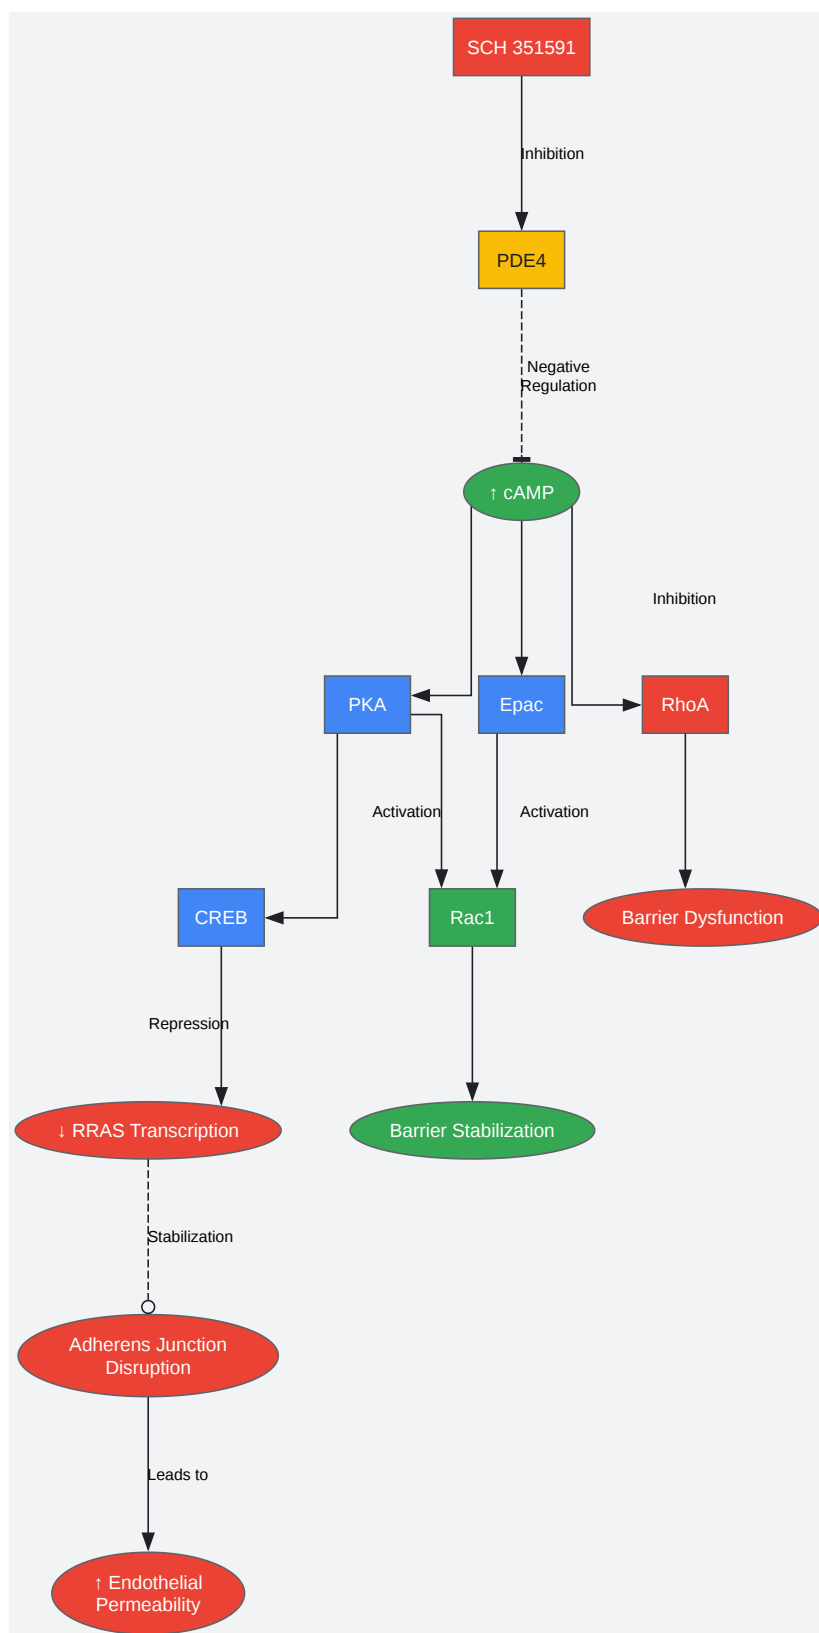 SCH 351591
Inhibition
PDE4
Negative
Regulation
↑ cAMP
Inhibition
PKA
Epac
RhoA
Activation
Activation
CREB
Rac1
Barrier Dysfunction
Repression
↓ RRAS Transcription
Barrier Stabilization
Stabilization
Adherens Junction
Disruption
Leads to
↑ Endothelial
Permeability